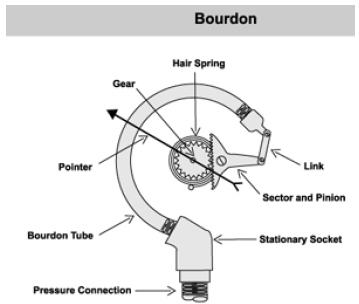 Bourdon
Hair Spring
Gear
Pointer
Link
Sector and Pinion
Bourdon Tube
Stationary Socket
Pressure Connection